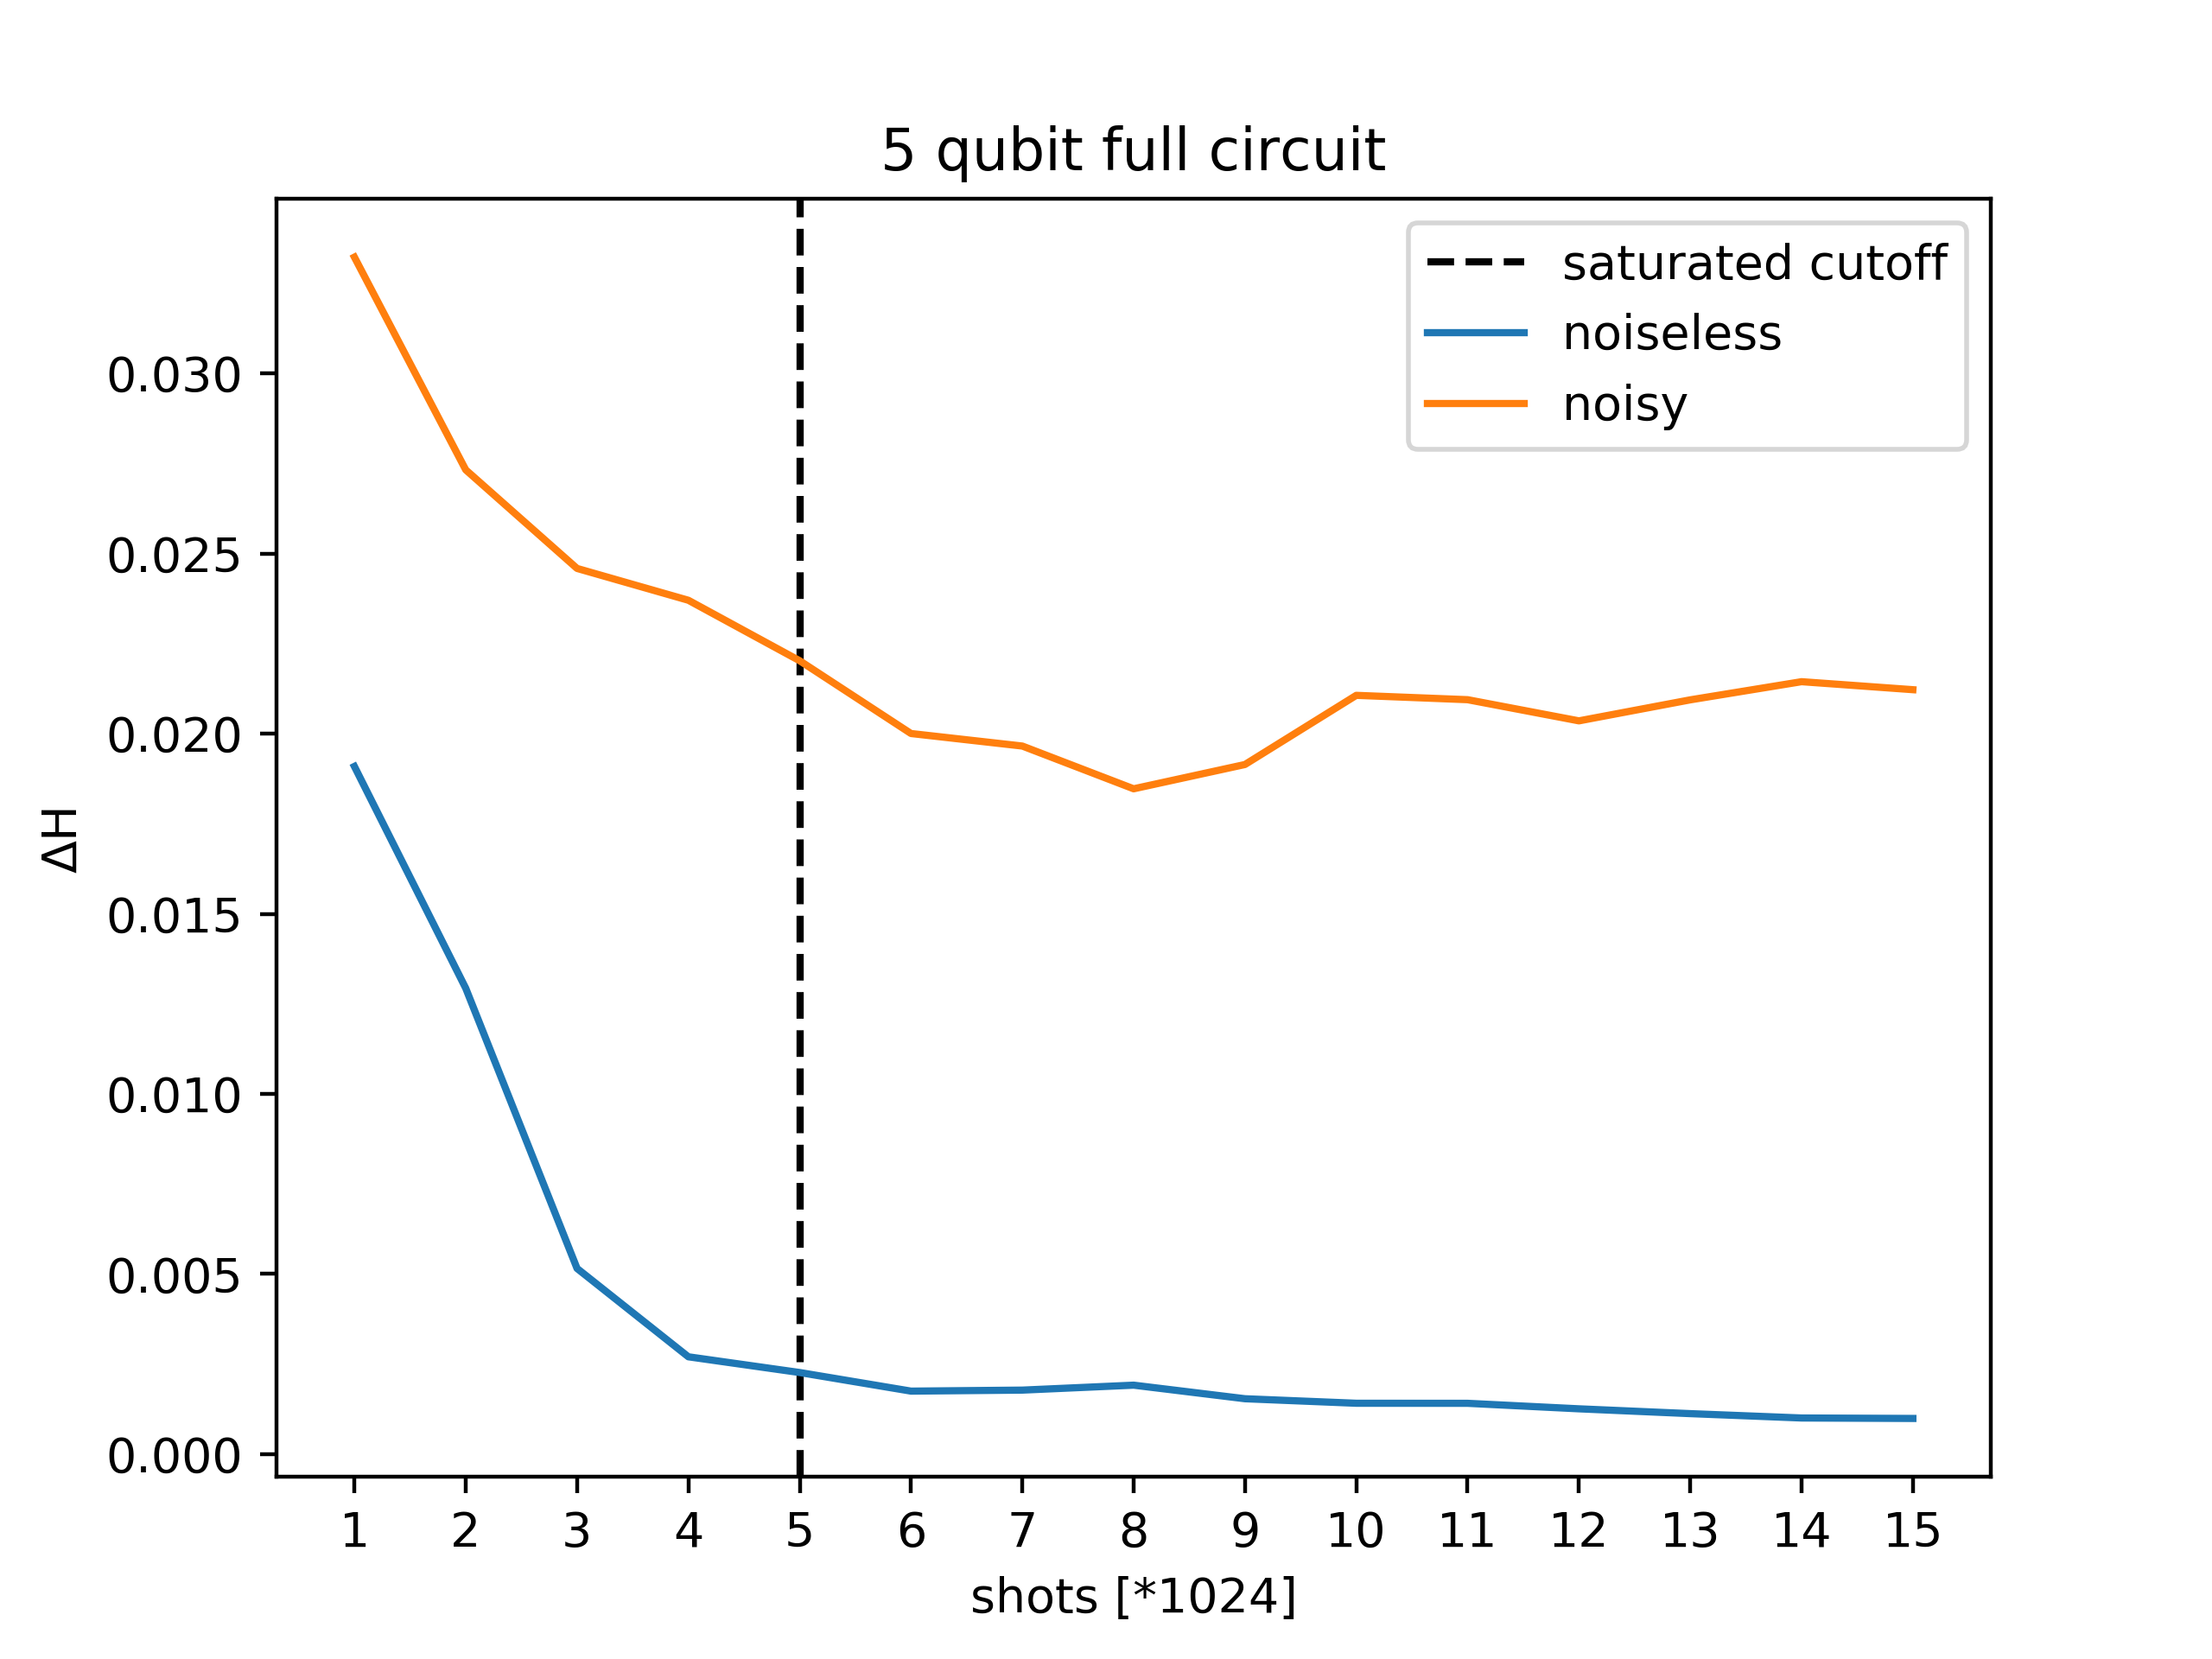 5 qubit full circuit
saturated cutoff
noiseless
noisy
ΔH
0.030
0.025
0.020
0.015
0.010
0.005
0.000
1 2 3 4 5 6 7 8 9 10 11 12 13 14 15
shots [*1024]